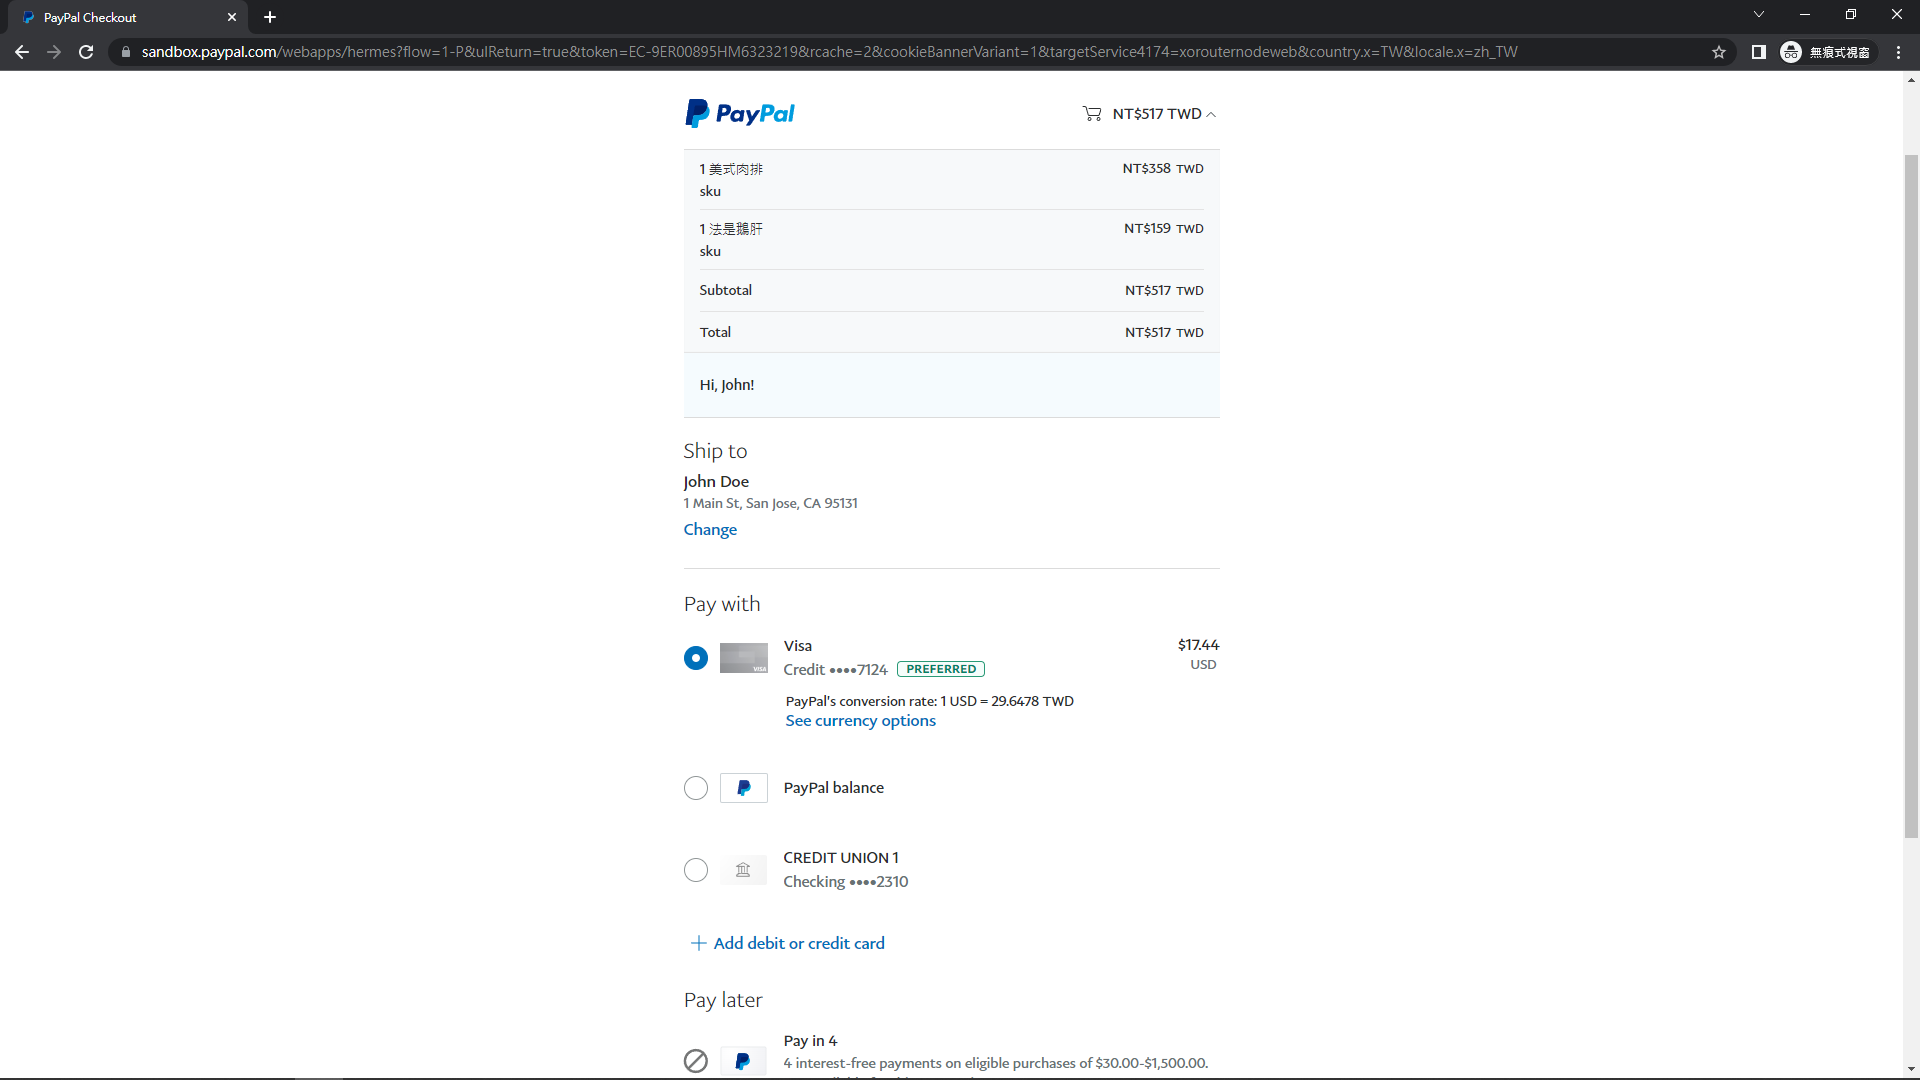 PayPal Checkout
sandbox.paypal.com/webapps/hermes?flow=1-P&ulReturn=true&token=EC-9ER00895HM6323219&rcache=2&cookieBannerVariant=1&targetService4174=xorouternodeweb&country.x=TW&locale.x=zh_TW
無痕式視窗
PayPal
NT$517 TWD
1 美式肉排 NT$358 TWD
sku
1 法是鵝肝 NT$159 TWD
sku
Subtotal NT$517 TWD
Total NT$517 TWD
Hi, John!
Ship to
John Doe
1 Main St, San Jose, CA 95131
Change
Pay with
VISA
Visa $17.44
Credit ••••7124 PREFERRED USD
PayPal's conversion rate: 1 USD = 29.6478 TWD
See currency options
PayPal balance
CREDIT UNION 1
Checking ••••2310
Add debit or credit card
Pay later
Pay in 4
4 interest-free payments on eligible purchases of $30.00-$1,500.00.